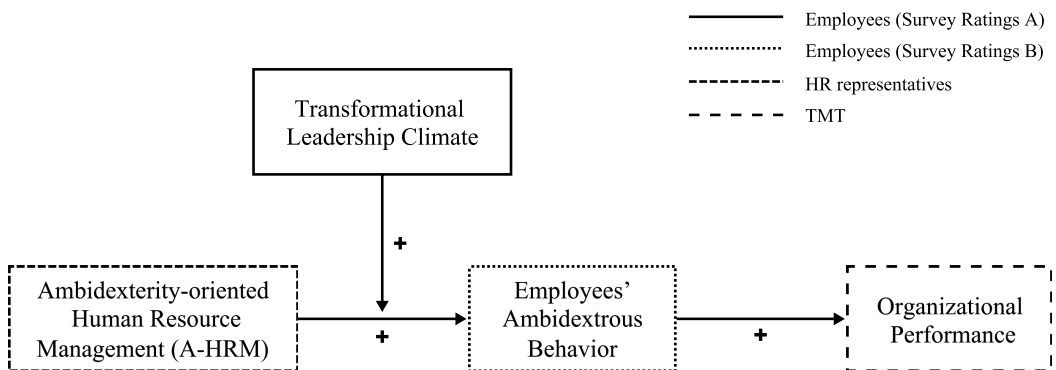 Employees (Survey Ratings A)
Employees (Survey Ratings B)
HR representatives
TMT
Transformational
Leadership Climate
+
Ambidexterity-oriented
Human Resource
Management (A-HRM)
+
Employees’
Ambidextrous
Behavior
+
Organizational
Performance